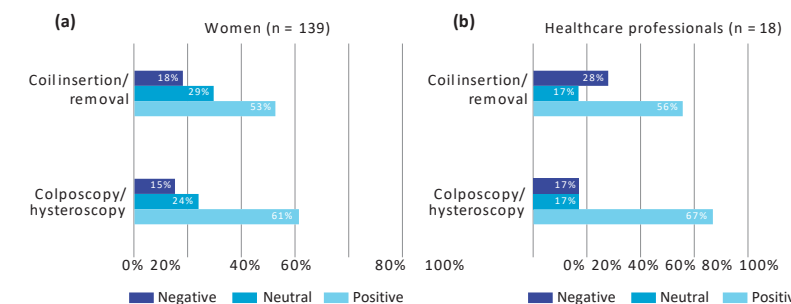 (a) Women (n = 139)
Coil insertion/
removal
18%
29%
53%
Colposcopy/
hysteroscopy
15%
24%
61%
0% 20% 40% 60% 80% 100%
Negative Neutral Positive
(b) Healthcare professionals (n = 18)
Coil insertion/
removal
28%
17%
56%
Colposcopy/
hysteroscopy
17%
17%
67%
0% 20% 40% 60% 80% 100%
Negative Neutral Positiv